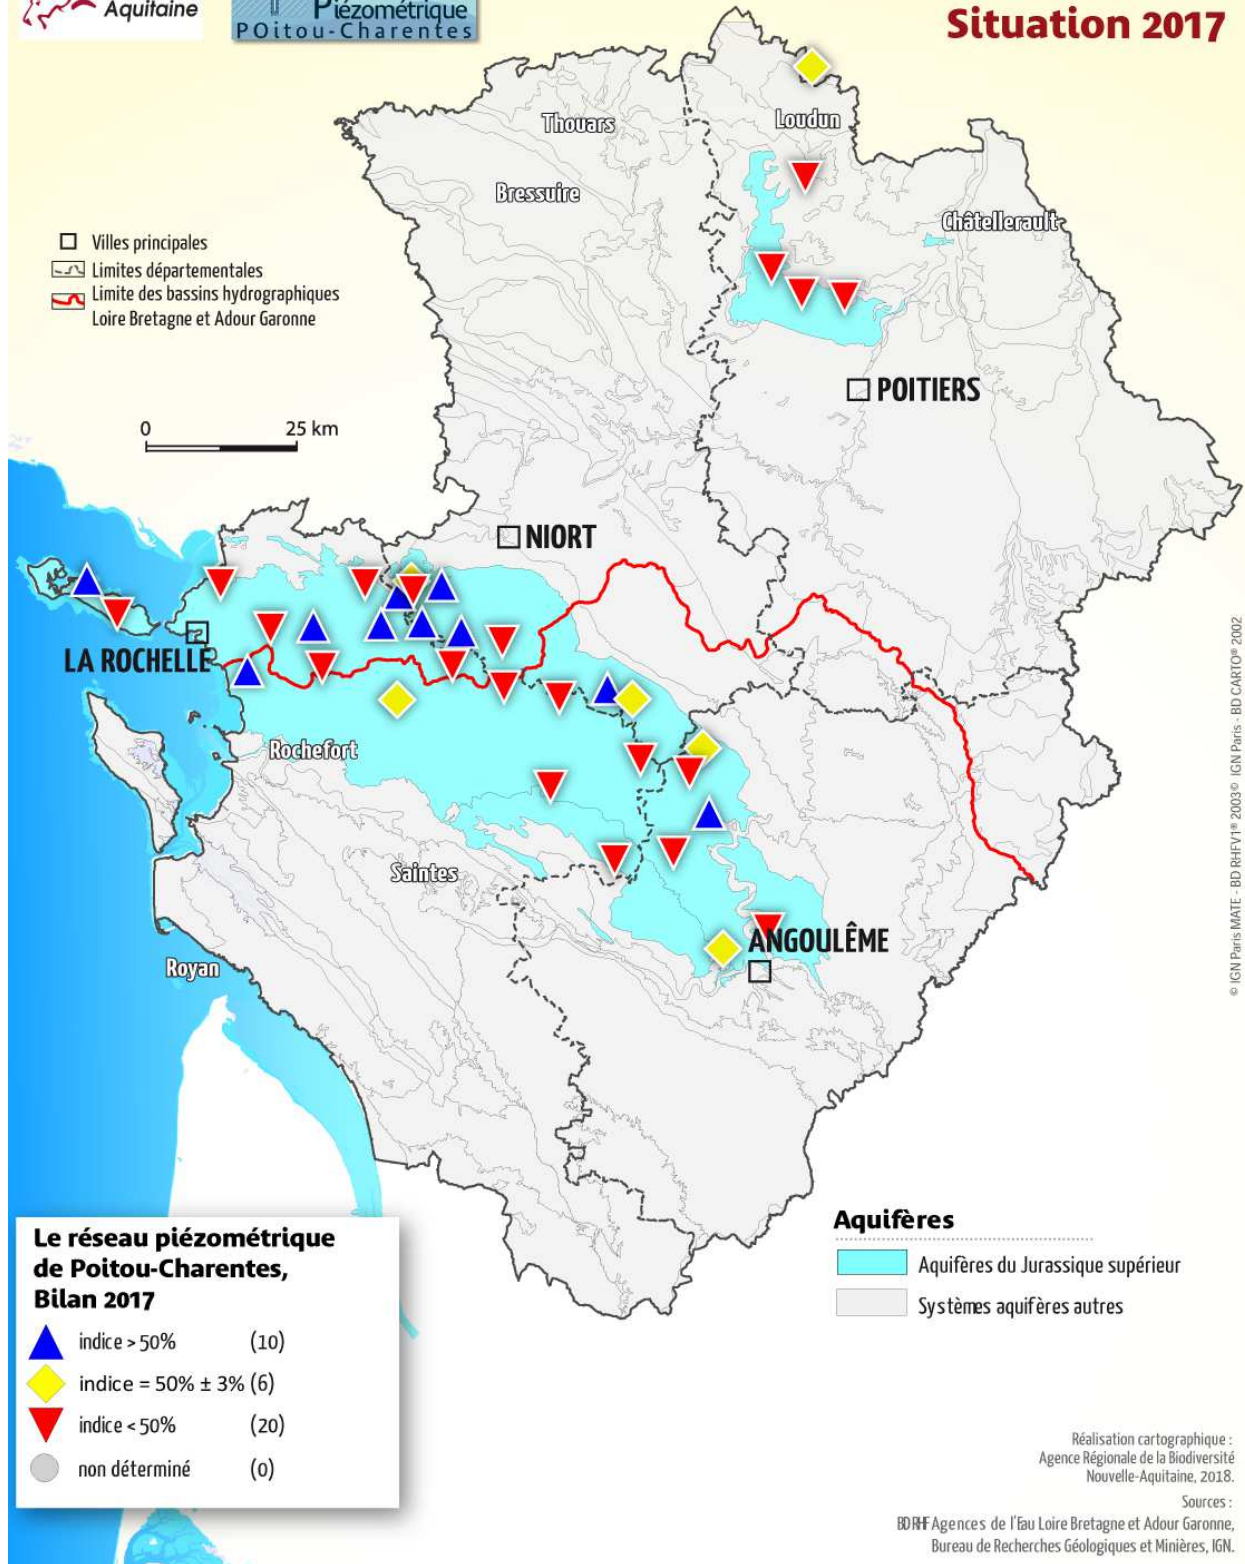 Aquitaine
Piézométrique
POitou-Charentes
Situation 2017
Thouars
Loudun
Bressuire
Châtellerault
Villes principales
Limites départementales
Limite des bassins hydrographiques
Loire Bretagne et Adour Garonne
POITIERS
0 25 km
NIORT
LA ROCHELLE
Rochefort
Saintes
ANGOULÊME
Royan
© IGN Paris MATE - BD RHFV1® 2003© IGN Paris - BD CARTO® 2002
Aquifères
Aquifères du Jurassique supérieur
Systèmes aquifères autres
Le réseau piézométrique
de Poitou-Charentes,
Bilan 2017
indice > 50% (10)
indice = 50% ± 3% (6)
indice < 50% (20)
non déterminé (0)
Réalisation cartographique :
Agence Régionale de la Biodiversité
Nouvelle-Aquitaine, 2018.
Sources :
BDRHF Agences de l'Eau Loire Bretagne et Adour Garonne,
Bureau de Recherches Géologiques et Minières, IGN.